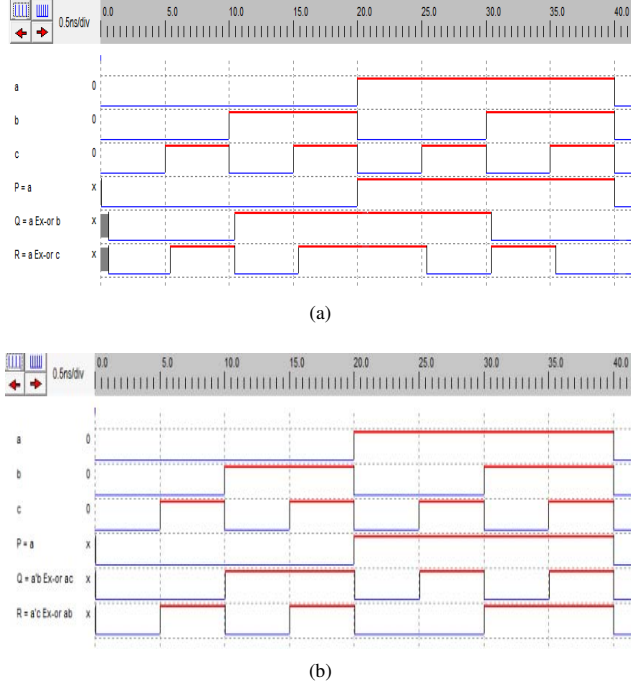 0.5ns/div 0.0 5.0 10.0 15.0 20.0 25.0 30.0 35.0 40.0
a 0
b 0
c 0
P = a x
Q = a Ex-or b x
R = a Ex-or c x
(a)
0.5ns/div 0.0 5.0 10.0 15.0 20.0 25.0 30.0 35.0 40.0
a 0
b 0
c 0
P = a x
Q = a'b Ex-or ac x
R = a'c Ex-or ab x
(b)